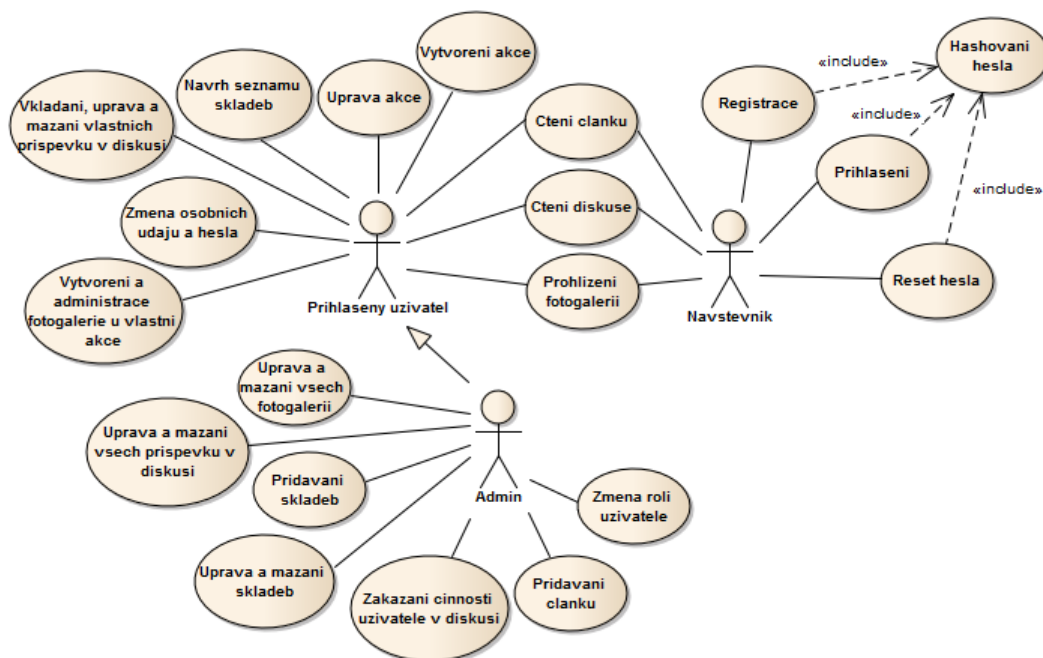 Vytvoreni akce
Navrh seznamu
skladeb
Uprava akce
Vkladani, uprava a
mazani vlastnich
prispevku v diskusi
Zmena osobnich
udaju a hesla
Vytvoreni a
administrace
fotogalerie u vlastni
akce
Prihlaseny uzivatel
Cteni clanku
Cteni diskuse
Prohlizeni
fotogalerii
Registrace
«include»
Hashovani
hesla
«include»
Prihlaseni
«include»
Reset hesla
Navstevnik
Uprava a
mazani vsech
fotogalerii
Uprava a mazani
vsech prispevku v
diskusi
Pridavani
skladeb
Uprava a mazani
skladeb
Admin
Zmena roli
uzivatele
Zakazani cinnosti
uzivatele v diskusi
Pridavani
clanku